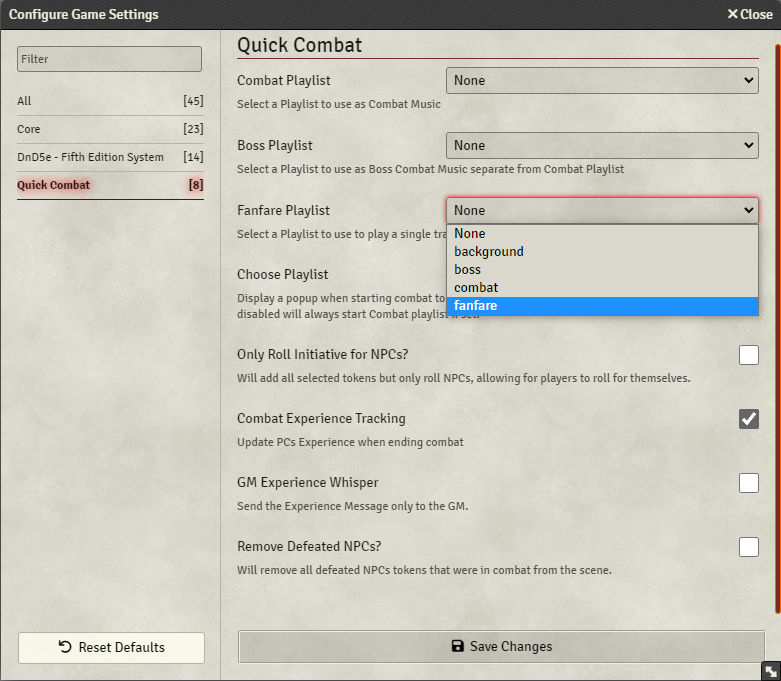 Configure Game Settings
Close
Filter
All [45]
Core [23]
DnD5e - Fifth Edition System [14]
Quick Combat [8]
Reset Defaults
Quick Combat
Combat Playlist None
Select a Playlist to use as Combat Music
Boss Playlist None
Select a Playlist to use as Boss Combat Music separate from Combat Playlist
Fanfare Playlist None
Select a Playlist to use to play a single
None
background
boss
combat
fanfare
Choose Playlist
Display a popup when starting combat to
disabled will always start Combat playlist
Only Roll Initiative for NPCs?
Will add all selected tokens but only roll NPCs, allowing for players to roll for themselves.
Combat Experience Tracking
Update PCs Experience when ending combat
GM Experience Whisper
Send the Experience Message only to the GM.
Remove Defeated NPCs?
Will remove all defeated NPCs tokens that were in combat from the scene.
Save Changes